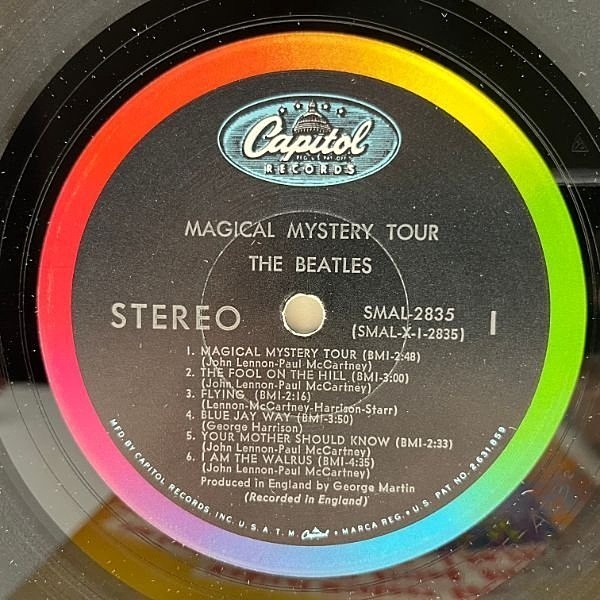 Capitol
REG. U.S. PAT. OFF.
RECORDS
MAGICAL MYSTERY TOUR
THE BEATLES
STEREO
SMAL-2835
(SMAL-X-1-2835)
1
1. MAGICAL MYSTERY TOUR (BMI-2:48)
(John Lennon-Paul McCartney)
2. THE FOOL ON THE HILL (BMI-3:00)
(John Lennon-Paul McCartney)
3. FLYING (BMI-2:16)
(Lennon-McCartney-Harrison-Starr)
4. BLUE JAY WAY (BMI-3:50)
(George Harrison)
5. YOUR MOTHER SHOULD KNOW (BMI-2:33)
(John Lennon-Paul McCartney)
6. I AM THE WALRUS (BMI-4:35)
(John Lennon-Paul McCartney)
Produced in England by George Martin
(Recorded in England)
MFD. BY CAPITOL RECORDS, INC. U.S.A. T.M. Capitol • MARCA REG. • U.S. PAT. NO. 2,631,859